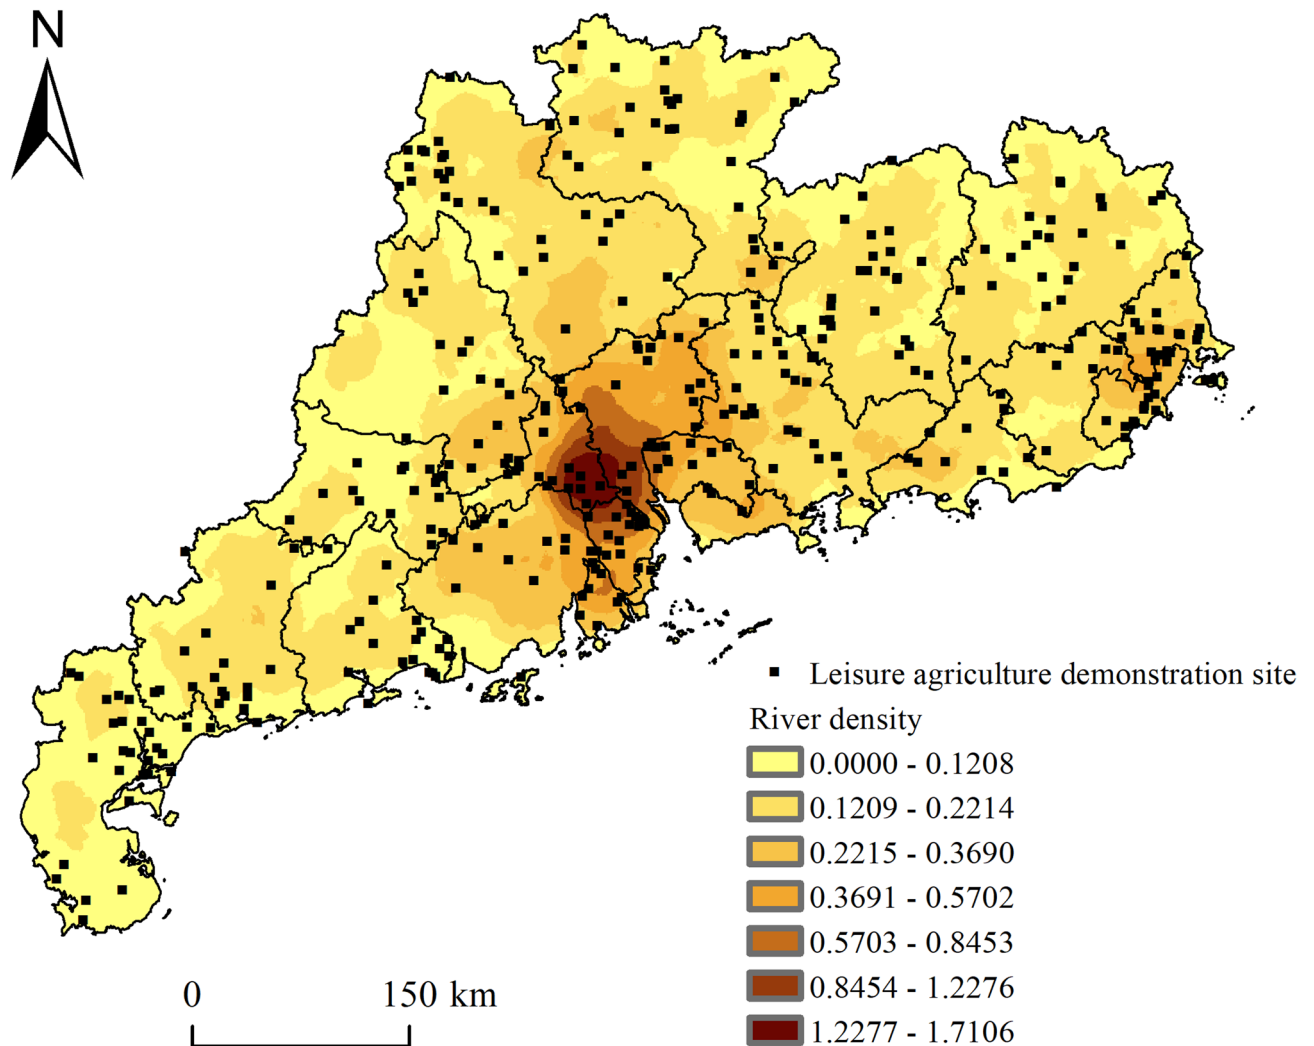 N
Leisure agriculture demonstration site
River density
0.0000 - 0.1208
0.1209 - 0.2214
0.2215 - 0.3690
0.3691 - 0.5702
0.5703 - 0.8453
0.8454 - 1.2276
1.2277 - 1.7106
0 150 km